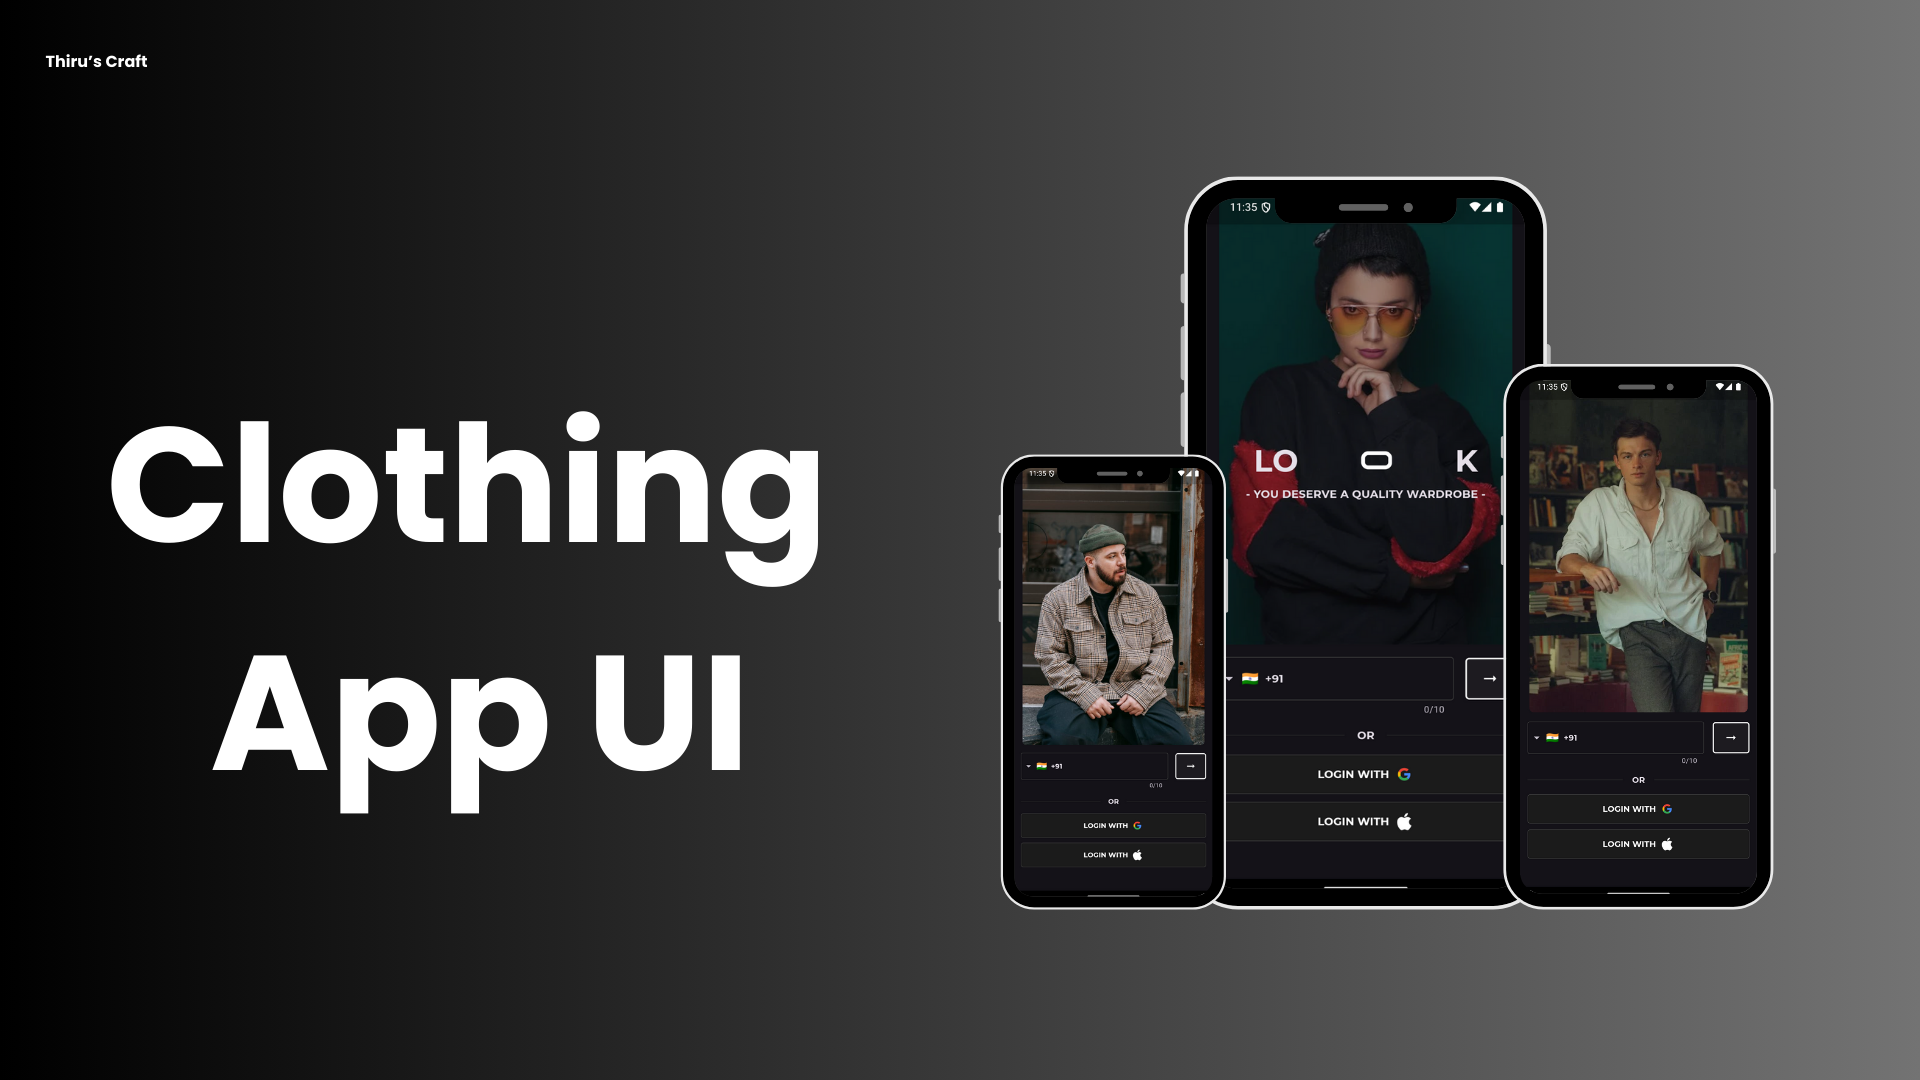 Thiru’s Craft
Clothing
App UI
11:35
LO O K
- YOU DESERVE A QUALITY WARDROBE -
+91
0/10
OR
LOGIN WITH
LOGIN WITH
11:35
+91
0/10
OR
LOGIN WITH
LOGIN WITH
11:35
+91
0/10
OR
LOGIN WITH
LOGIN WITH